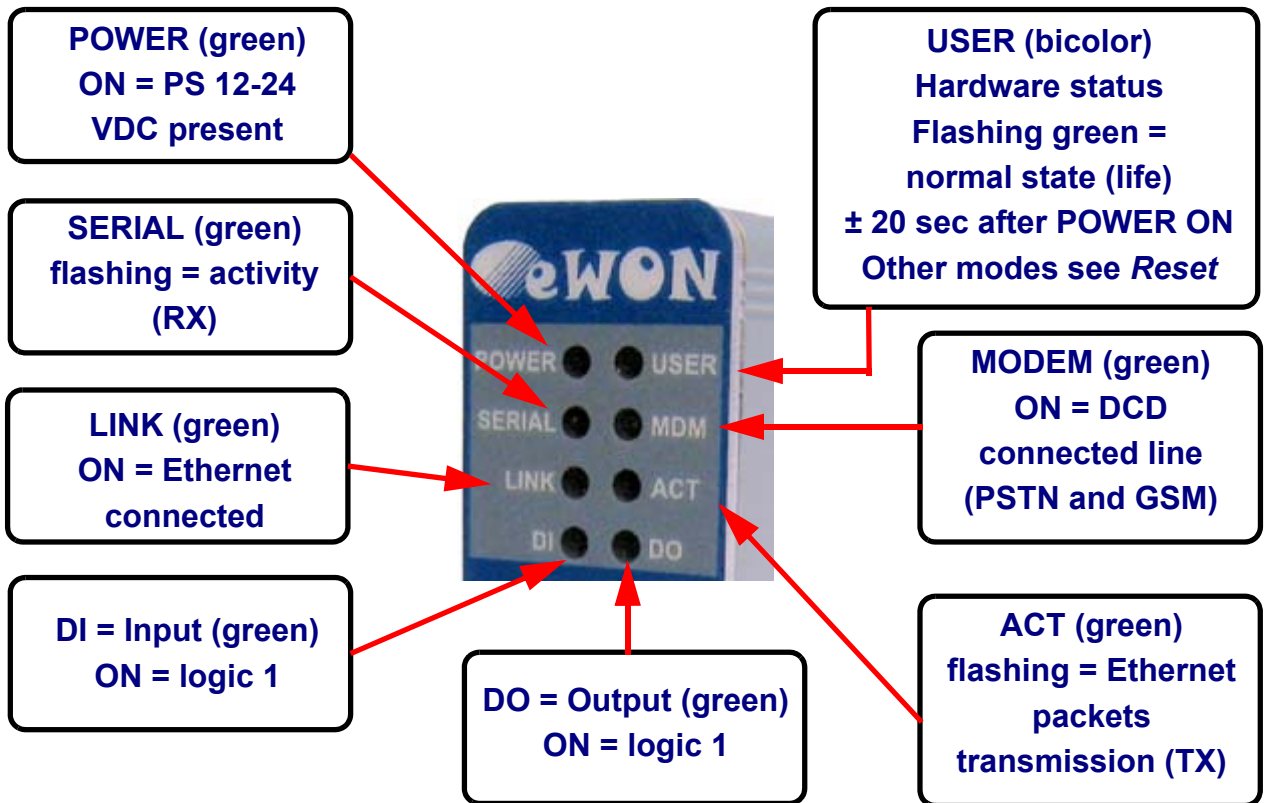 POWER (green)
ON = PS 12-24
VDC present
USER (bicolor)
Hardware status
Flashing green =
normal state (life)
± 20 sec after POWER ON
Other modes see Reset
SERIAL (green)
flashing = activity
(RX)
eWON
POWER USER
SERIAL MDM
LINK ACT
DI DO
MODEM (green)
ON = DCD
connected line
(PSTN and GSM)
LINK (green)
ON = Ethernet
connected
DI = Input (green)
ON = logic 1
DO = Output (green)
ON = logic 1
ACT (green)
flashing = Ethernet
packets
transmission (TX)